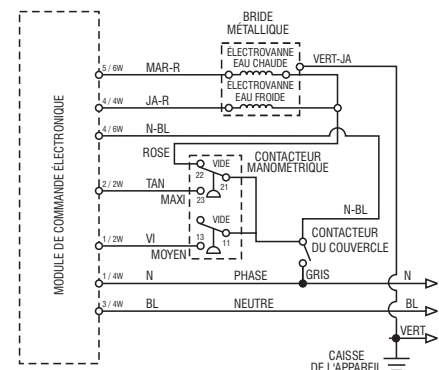 BRIDE
MÉTALLIQUE
ÉLECTROVANNE
EAU CHAUDE
VERT-JA
5 / 6W
MAR-R
ÉLECTROVANNE
EAU FROIDE
4 / 4W
JA-R
4 / 6W
N-BL
ROSE
VIDE
CONTACTEUR
MANOMÉTRIQUE
22
21
2 / 2W
TAN
MAXI
23
N-BL
VIDE
CONTACTEUR
DU COUVERCLE
1 / 2W
VI
13
11
MOYEN
1 / 4W
N
PHASE
GRIS
N
3 / 4W
BL
NEUTRE
BL
VERT
CAISSE
DE L'APPAREIL
MODULE DE COMMANDE ÉLECTRONIQUE